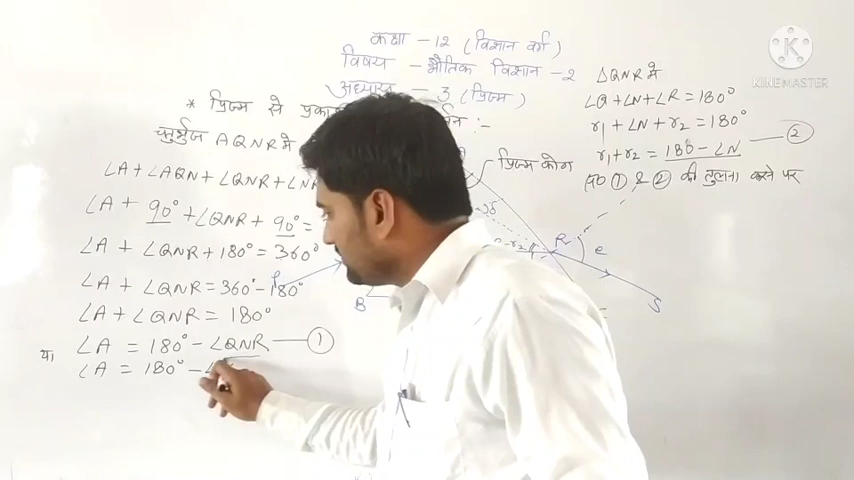 कक्षा - 12 (विज्ञान वर्ग)
विषय - भौतिक विज्ञान - 2
अध्याय - 3 (प्रिज्म)
* प्रिज्म से
चतुर्भुज AQNR मे
∠A + ∠AQN + ∠QNR +
∠A + 90° + ∠QNR + 90° =
∠A + ∠QNR + 180° = 360°
∠A + ∠QNR = 360° - 180°
∠A + ∠QNR = 180°
या ∠A = 180° - ∠QNR —— ①
∠A = 180° -
प्रिज्म कोण
B
R
e
S
ΔQNR मे
∠Q + ∠N + ∠R = 180°
r₁ + ∠N + r₂ = 180°
r₁ + r₂ = 180° - ∠N —— ②
① & ② की तुलना करने पर
KINEMASTER